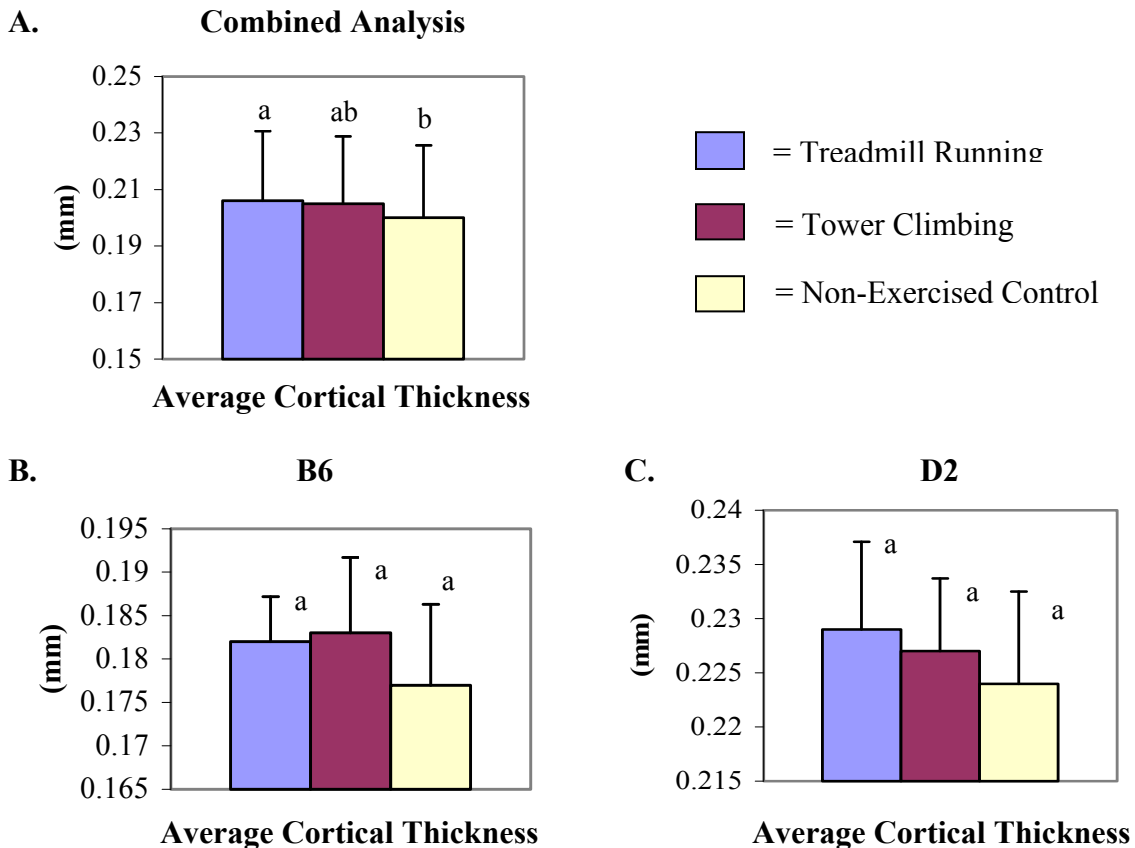 A. Combined Analysis
0.25
0.23
0.21
0.19
0.17
0.15
(mm)
a ab b
Average Cortical Thickness
= Treadmill Running
= Tower Climbing
= Non-Exercised Control
B. B6
0.195
0.19
0.185
0.18
0.175
0.17
0.165
(mm)
a a a
Average Cortical Thickness
C. D2
0.24
0.235
0.23
0.225
0.22
0.215
(mm)
a a a
Average Cortical Thickness